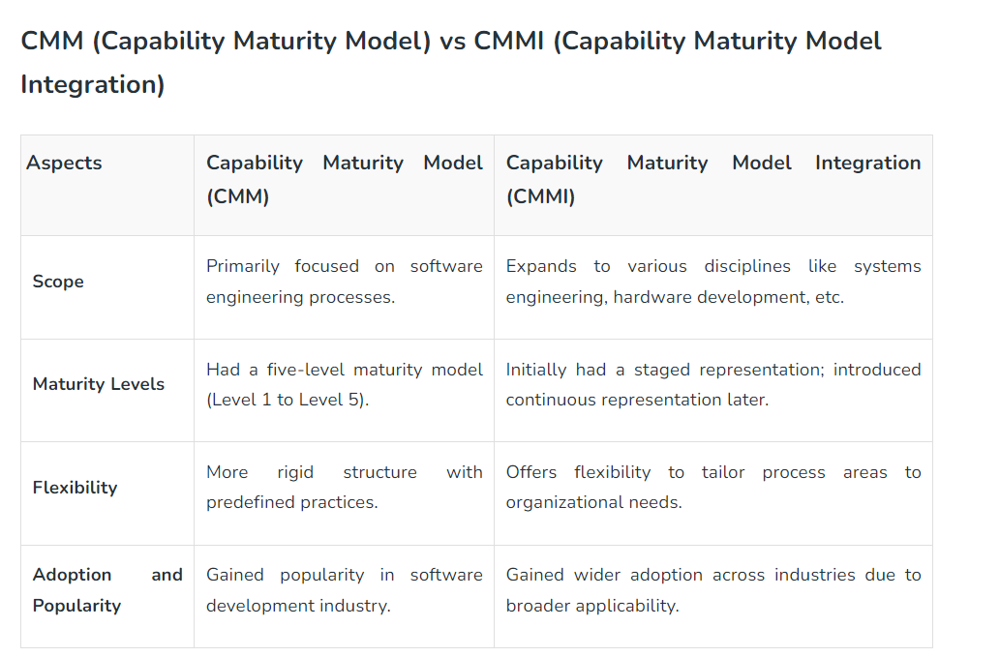 CMM (Capability Maturity Model) vs CMMI (Capability Maturity Model
Integration)
Aspects
Capability Maturity Model
(CMM)
Capability Maturity Model Integration
(CMMI)
Scope
Primarily focused on software
engineering processes.
Expands to various disciplines like systems
engineering, hardware development, etc.
Maturity Levels
Had a five-level maturity model
(Level 1 to Level 5).
Initially had a staged representation; introduced
continuous representation later.
Flexibility
More rigid structure with
predefined practices.
Offers flexibility to tailor process areas to
organizational needs.
Adoption and
Popularity
Gained popularity in software
development industry.
Gained wider adoption across industries due to
broader applicability.